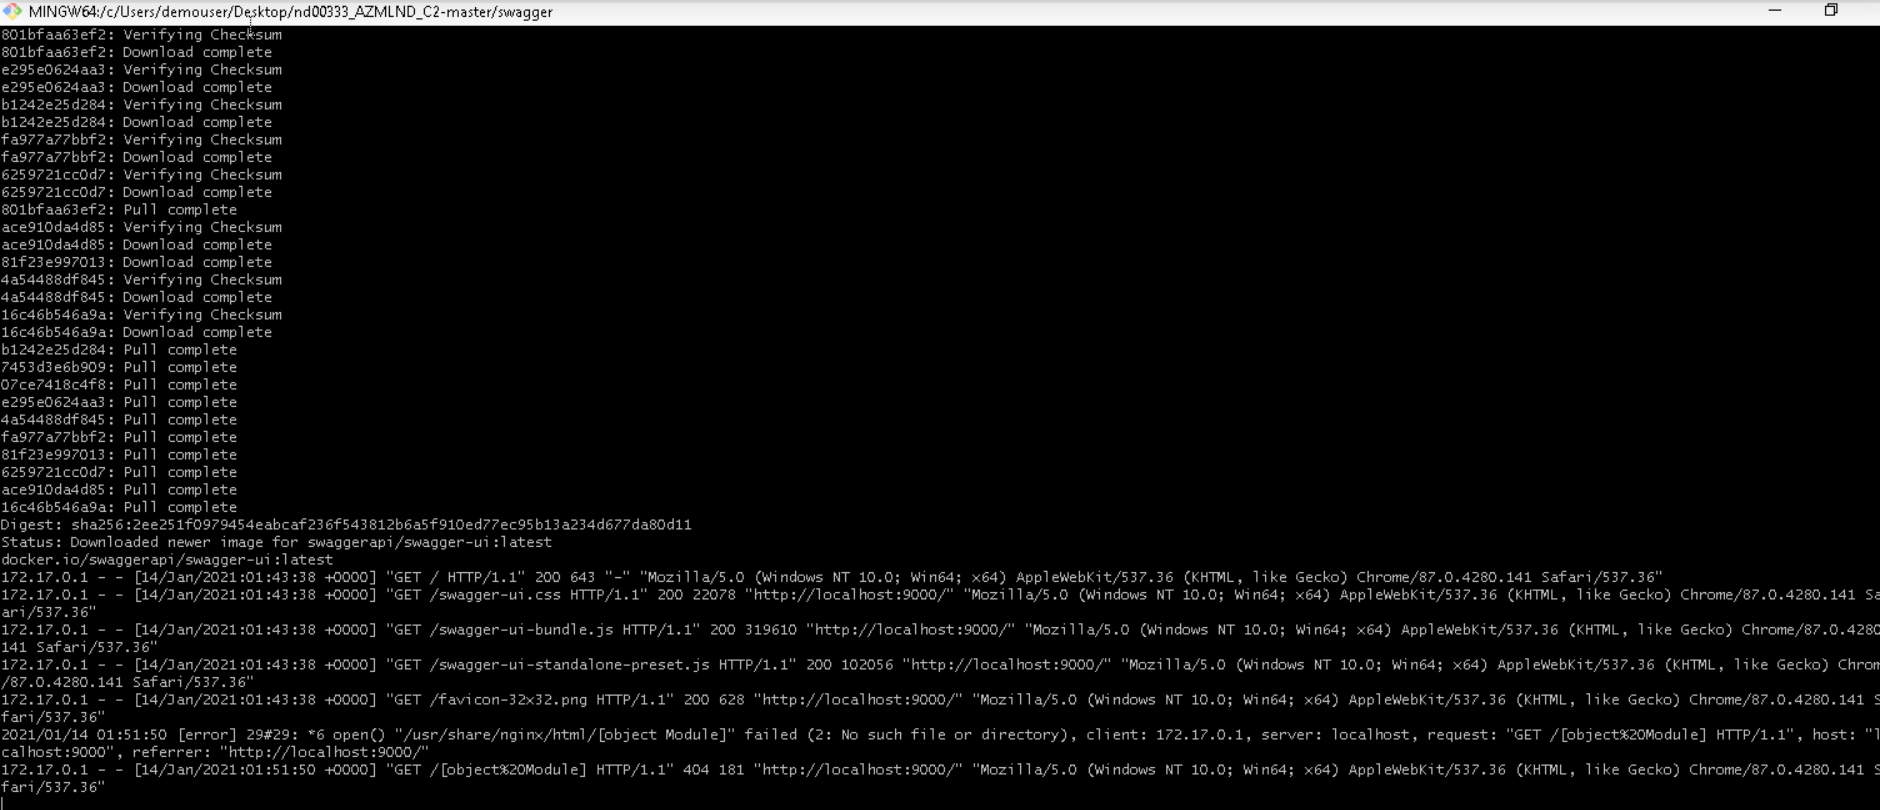 MINGW64:/c/Users/demouser/Desktop/nd00333_AZMLND_C2-master/swagger
801bfaa63ef2: Verifying Checksum
801bfaa63ef2: Download complete
e295e0624aa3: Verifying Checksum
e295e0624aa3: Download complete
b1242e25d284: Verifying Checksum
b1242e25d284: Download complete
fa977a77bbf2: Verifying Checksum
fa977a77bbf2: Download complete
6259721cc0d7: Verifying Checksum
6259721cc0d7: Download complete
801bfaa63ef2: Pull complete
ace910da4d85: Verifying Checksum
ace910da4d85: Download complete
81f23e997013: Download complete
4a54488df845: Verifying Checksum
4a54488df845: Download complete
16c46b546a9a: Verifying Checksum
16c46b546a9a: Download complete
b1242e25d284: Pull complete
7453d3e6b909: Pull complete
07ce7418c4f8: Pull complete
e295e0624aa3: Pull complete
4a54488df845: Pull complete
fa977a77bbf2: Pull complete
81f23e997013: Pull complete
6259721cc0d7: Pull complete
ace910da4d85: Pull complete
16c46b546a9a: Pull complete
Digest: sha256:2ee251f0979454eabcaf236f543812b6a5f910ed77ec95b13a234d677da80d11
Status: Downloaded newer image for swaggerapi/swagger-ui:latest
docker.io/swaggerapi/swagger-ui:latest
172.17.0.1 - - [14/Jan/2021:01:43:38 +0000] "GET / HTTP/1.1" 200 643 "-" "Mozilla/5.0 (Windows NT 10.0; Win64; x64) AppleWebKit/537.36 (KHTML, like Gecko) Chrome/87.0.4280.141 Safari/537.36"
172.17.0.1 - - [14/Jan/2021:01:43:38 +0000] "GET /swagger-ui.css HTTP/1.1" 200 22078 "http://localhost:9000/" "Mozilla/5.0 (Windows NT 10.0; Win64; x64) AppleWebKit/537.36 (KHTML, like Gecko) Chrome/87.0.4280.141 Sa
ari/537.36"
172.17.0.1 - - [14/Jan/2021:01:43:38 +0000] "GET /swagger-ui-bundle.js HTTP/1.1" 200 319610 "http://localhost:9000/" "Mozilla/5.0 (Windows NT 10.0; Win64; x64) AppleWebKit/537.36 (KHTML, like Gecko) Chrome/87.0.4280
141 Safari/537.36"
172.17.0.1 - - [14/Jan/2021:01:43:38 +0000] "GET /swagger-ui-standalone-preset.js HTTP/1.1" 200 102056 "http://localhost:9000/" "Mozilla/5.0 (Windows NT 10.0; Win64; x64) AppleWebKit/537.36 (KHTML, like Gecko) Chrom
/87.0.4280.141 Safari/537.36"
172.17.0.1 - - [14/Jan/2021:01:43:38 +0000] "GET /favicon-32x32.png HTTP/1.1" 200 628 "http://localhost:9000/" "Mozilla/5.0 (Windows NT 10.0; Win64; x64) AppleWebKit/537.36 (KHTML, like Gecko) Chrome/87.0.4280.141 S
fari/537.36"
2021/01/14 01:51:50 [error] 29#29: *6 open() "/usr/share/nginx/html/[object Module]" failed (2: No such file or directory), client: 172.17.0.1, server: localhost, request: "GET /[object%20Module] HTTP/1.1", host: "l
calhost:9000", referrer: "http://localhost:9000/"
172.17.0.1 - - [14/Jan/2021:01:51:50 +0000] "GET /[object%20Module] HTTP/1.1" 404 181 "http://localhost:9000/" "Mozilla/5.0 (Windows NT 10.0; Win64; x64) AppleWebKit/537.36 (KHTML, like Gecko) Chrome/87.0.4280.141 S
fari/537.36"